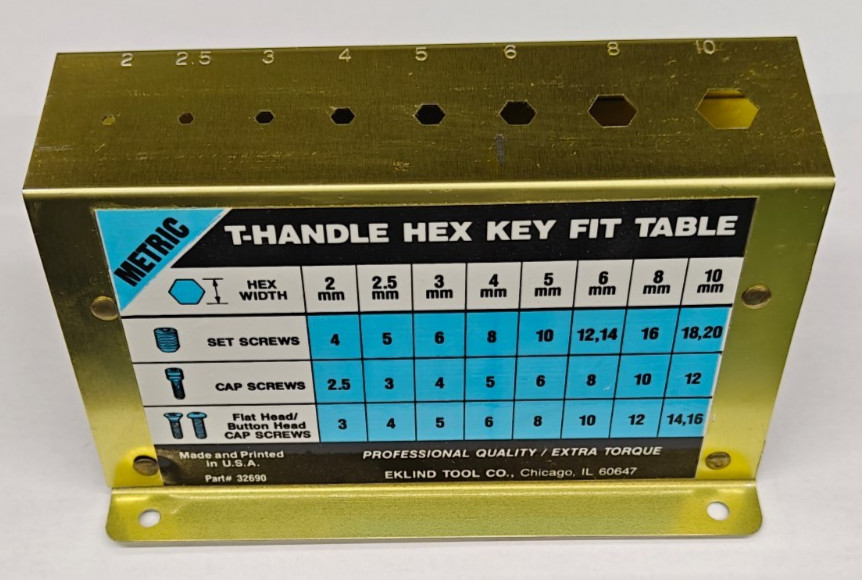 2 2.5 3 4 5 6 8 10
METRIC
T-HANDLE HEX KEY FIT TABLE
HEX WIDTH 2 mm 2.5 mm 3 mm 4 mm 5 mm 6 mm 8 mm 10 mm
SET SCREWS 4 5 6 8 10 12,14 16 18,20
CAP SCREWS 2.5 3 4 5 6 8 10 12
Flat Head/ Button Head CAP SCREWS 3 4 5 6 8 10 12 14,16
Made and Printed in U.S.A.
Part# 32690
PROFESSIONAL QUALITY / EXTRA TORQUE
EKLIND TOOL CO., Chicago, IL 60647